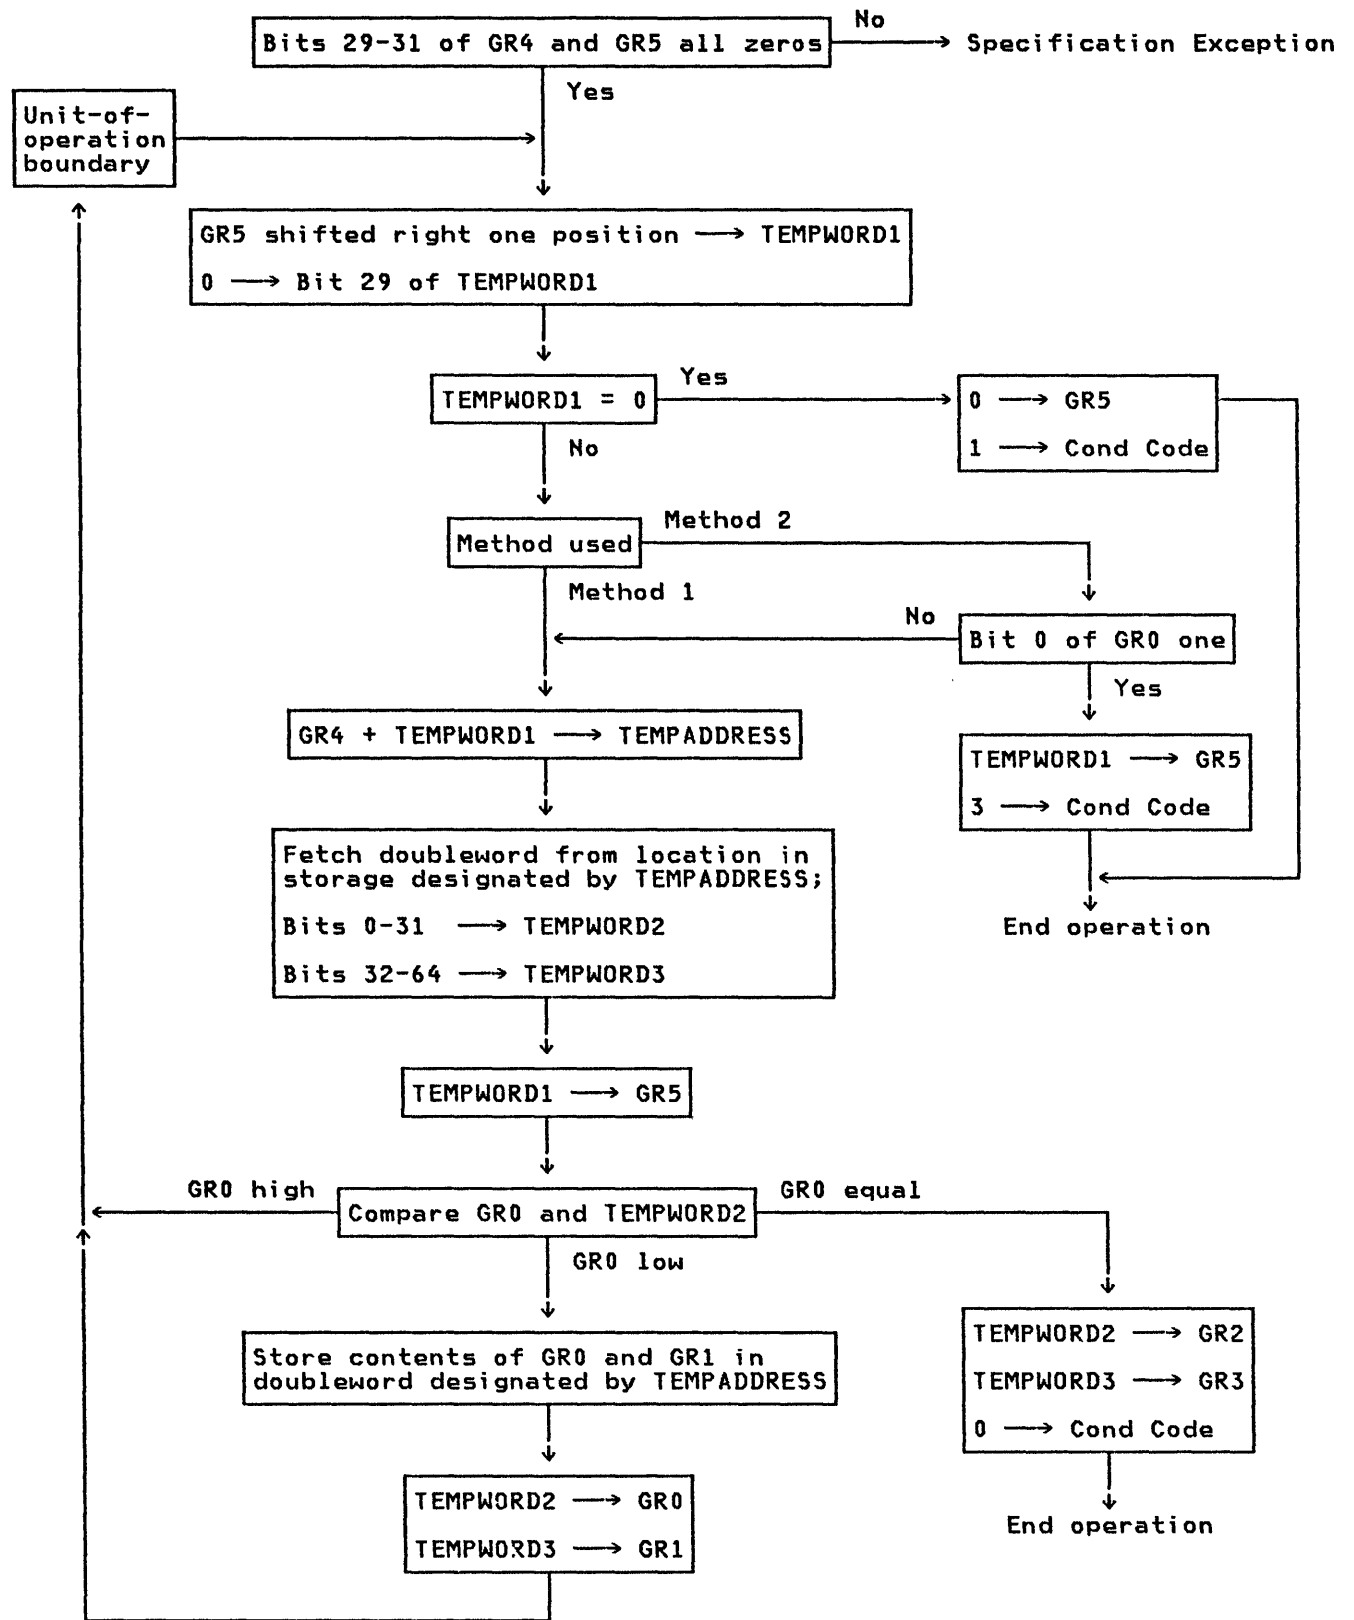 Bits 29-31 of GR4 and GR5 all zeros
No
Specification Exception
Yes
Unit-of-
operation
boundary
GR5 shifted right one position ⟶ TEMPWORD1
0 ⟶ Bit 29 of TEMPWORD1
TEMPWORD1 = 0
Yes
0 ⟶ GR5
1 ⟶ Cond Code
No
Method used
Method 2
Method 1
No
Bit 0 of GR0 one
Yes
GR4 + TEMPWORD1 ⟶ TEMPADDRESS
TEMPWORD1 ⟶ GR5
3 ⟶ Cond Code
End operation
Fetch doubleword from location in
storage designated by TEMPADDRESS;
Bits 0-31 ⟶ TEMPWORD2
Bits 32-64 ⟶ TEMPWORD3
TEMPWORD1 ⟶ GR5
GR0 high
Compare GR0 and TEMPWORD2
GR0 equal
GR0 low
Store contents of GR0 and GR1 in
doubleword designated by TEMPADDRESS
TEMPWORD2 ⟶ GR2
TEMPWORD3 ⟶ GR3
0 ⟶ Cond Code
End operation
TEMPWORD2 ⟶ GR0
TEMPWORD3 ⟶ GR1